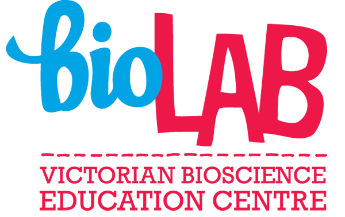 bioLAB
VICTORIAN BIOSCIENCE
EDUCATION CENTRE